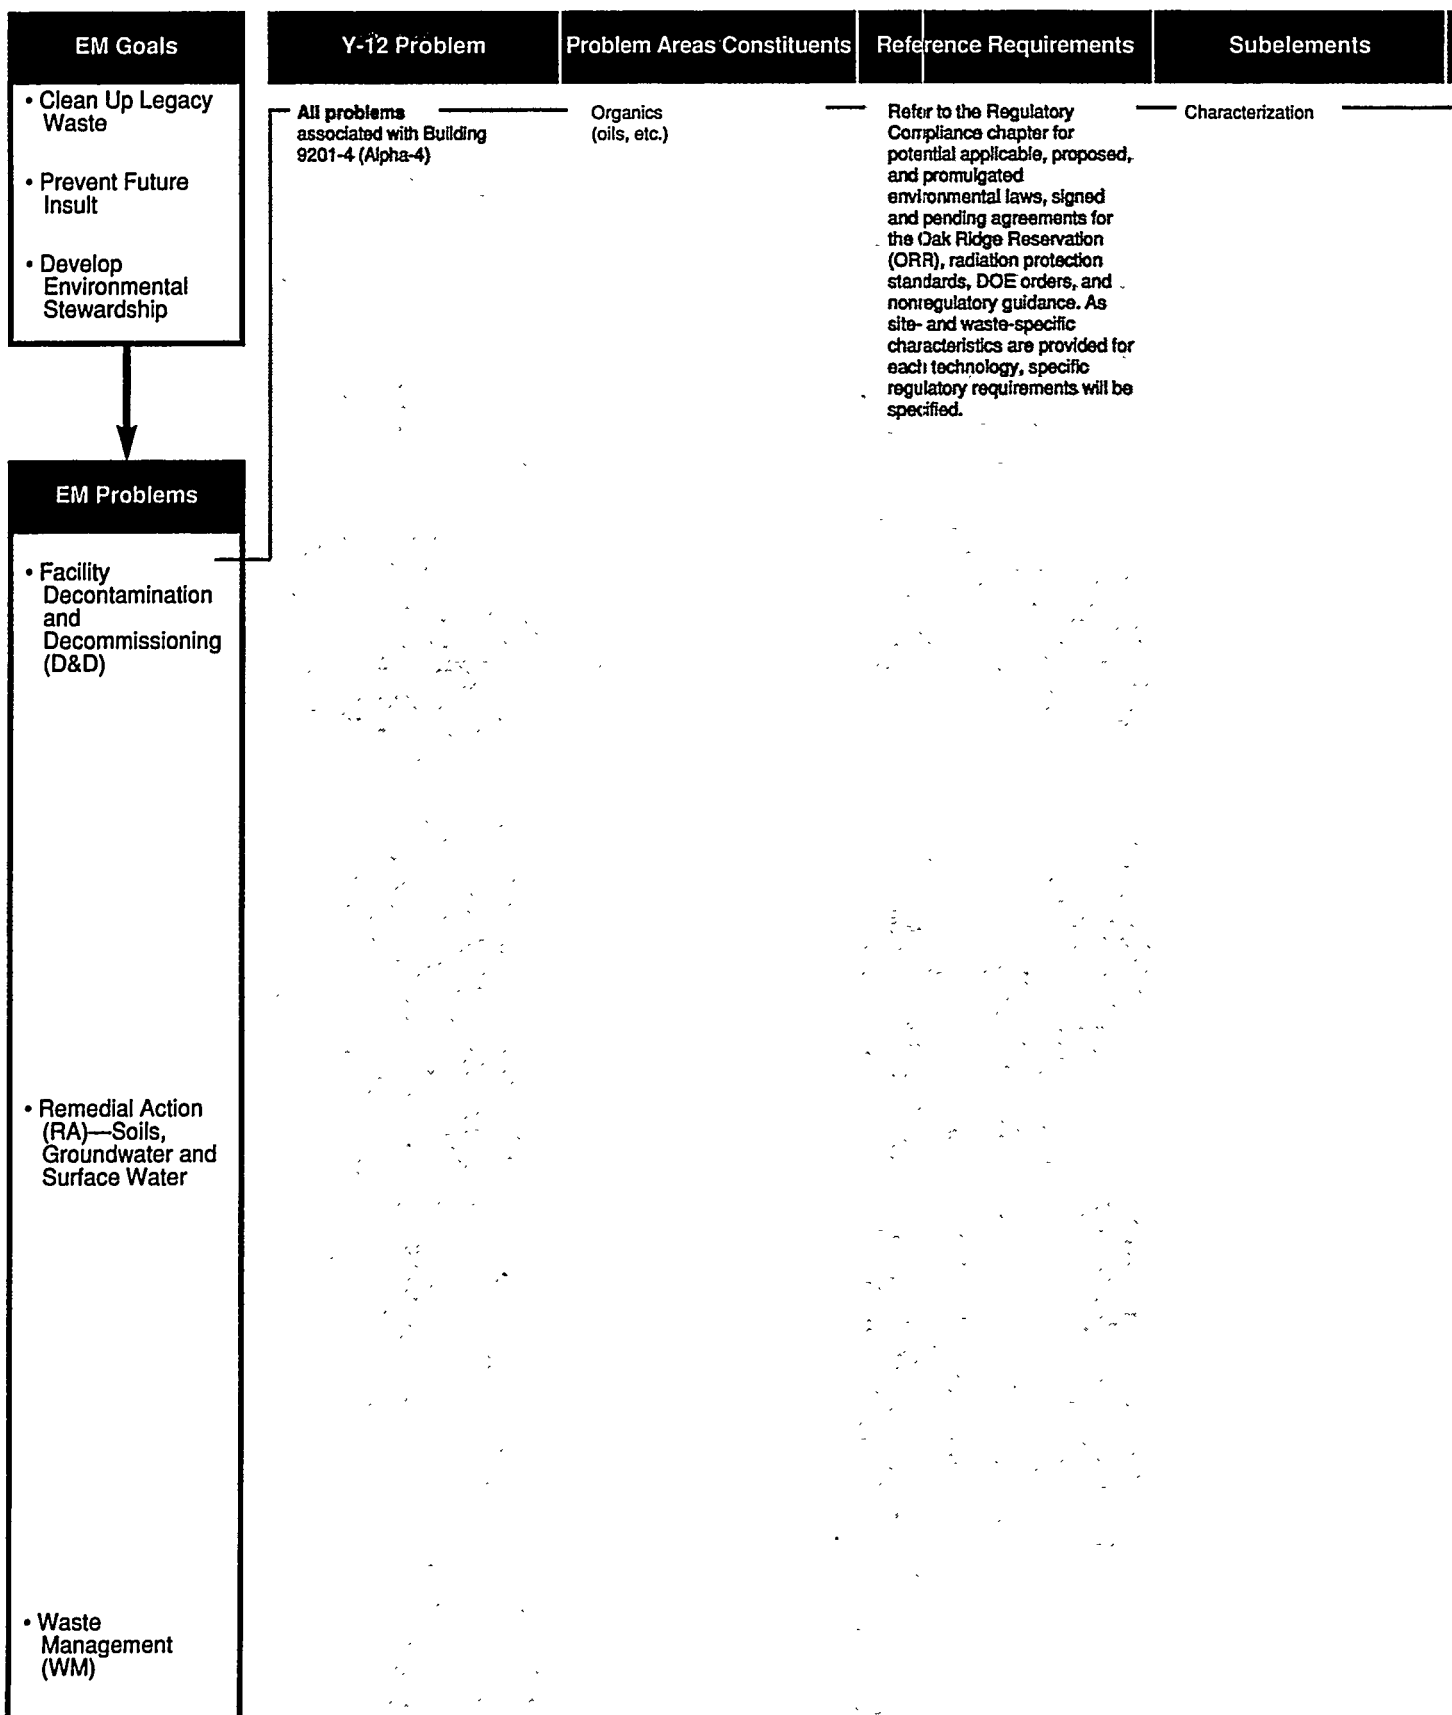 EM Goals
• Clean Up Legacy
Waste
• Prevent Future
Insult
• Develop
Environmental
Stewardship
EM Problems
• Facility
Decontamination
and
Decommissioning
(D&D)
• Remedial Action
(RA)—Soils,
Groundwater and
Surface Water
• Waste
Management
(WM)
Y-12 Problem
All problems
associated with Building
9201-4 (Alpha-4)
Problem Areas Constituents
Organics
(oils, etc.)
Reference Requirements
Refer to the Regulatory
Compliance chapter for
potential applicable, proposed,
and promulgated
environmental laws, signed
and pending agreements for
the Oak Ridge Reservation
(ORR), radiation protection
standards, DOE orders, and
nonregulatory guidance. As
site- and waste-specific
characteristics are provided for
each technology, specific
regulatory requirements will be
specified.
Subelements
Characterization